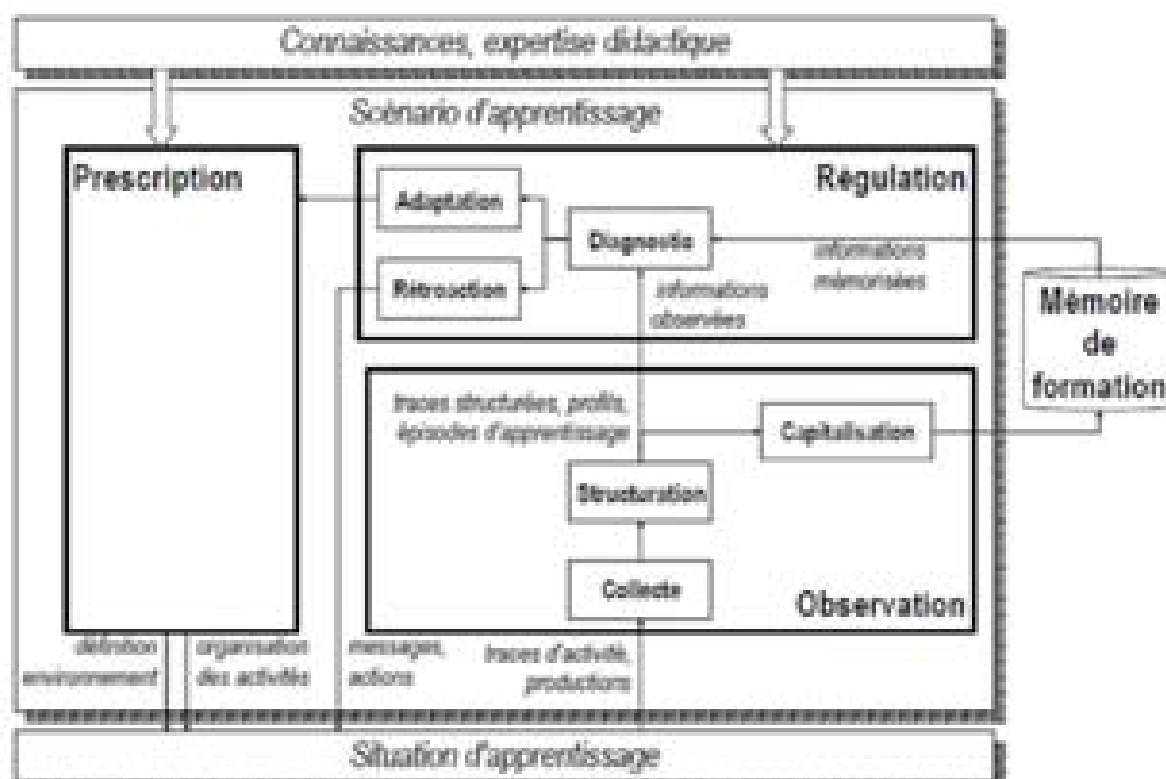 Connaissances, expertise didactique
Scénario d'apprentissage
Prescription
Régulation
Adaptation
Diagnostic
Rétroaction
informations
mémorisées
informations
observées
Mémoire
de
formation
traces structurées, profils,
épisodes d'apprentissage
Capitalisation
Structuration
Collecte
Observation
définition
environnement
organisation
des activités
messages,
actions
traces d'activité,
productions
Situation d'apprentissage